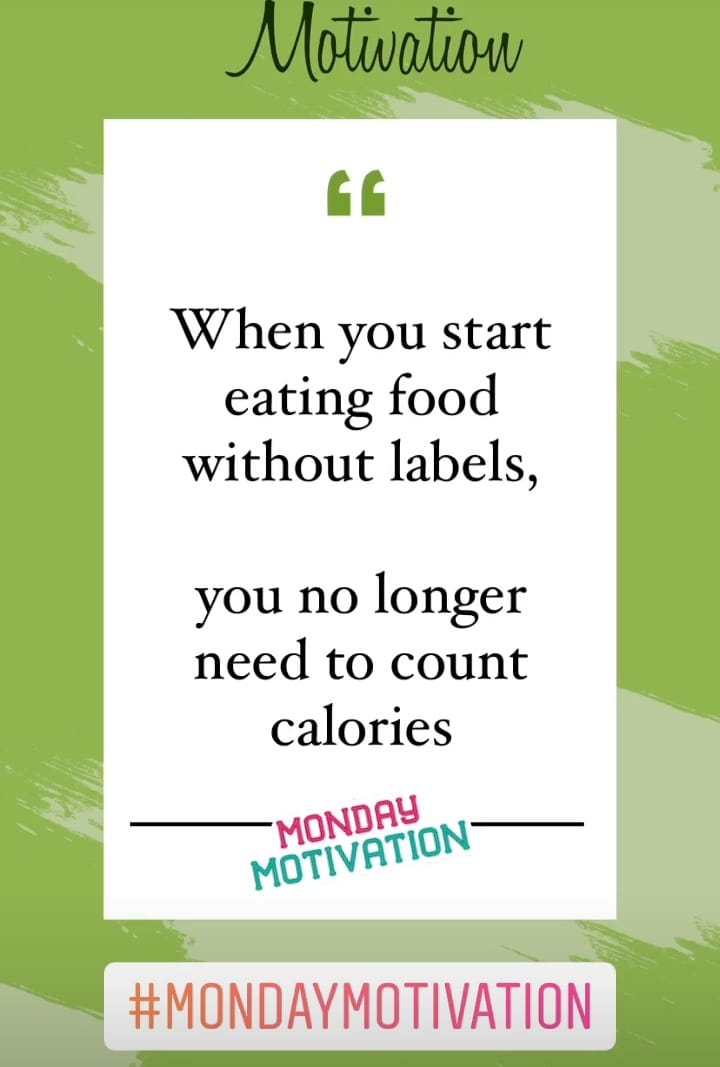 Motivation
“
When you start
eating food
without labels,
you no longer
need to count
calories
MONDAY
MOTIVATION
#MONDAYMOTIVATION